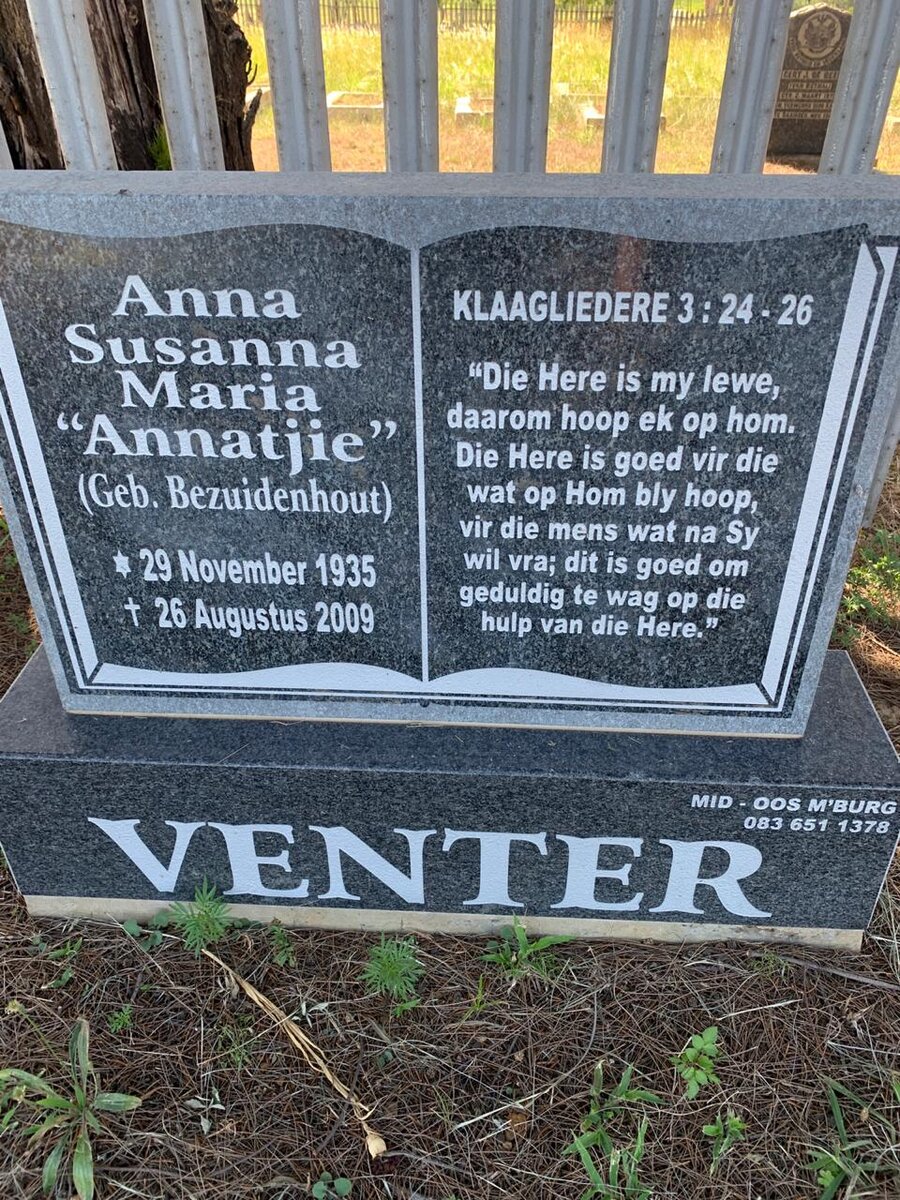 Anna
Susanna
Maria
“Annatjie”
(Geb. Bezuidenhout)
* 29 November 1935
† 26 Augustus 2009
KLAAGLIEDERE 3 : 24 - 26
“Die Here is my lewe,
daarom hoop ek op hom.
Die Here is goed vir die
wat op Hom bly hoop,
vir die mens wat na Sy
wil vra; dit is goed om
geduldig te wag op die
hulp van die Here.”
MID - OOS M'BURG
083 651 1378
VENTER